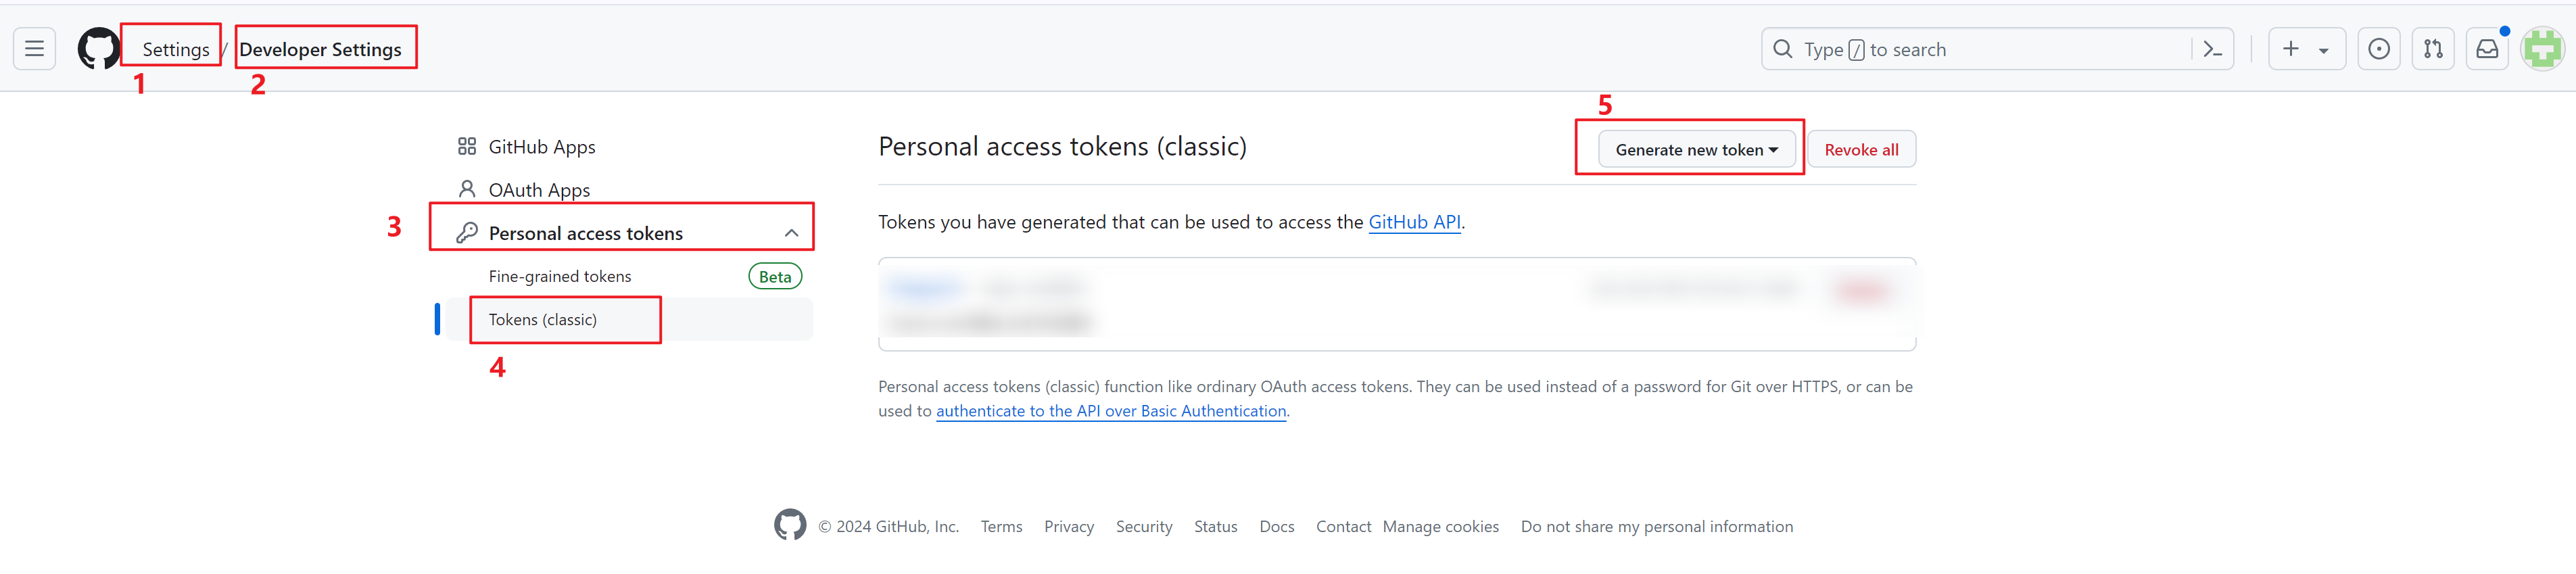 Settings / Developer Settings
Type / to search
1
2
5
GitHub Apps
Personal access tokens (classic)
Generate new token
Revoke all
OAuth Apps
3
Personal access tokens
Tokens you have generated that can be used to access the GitHub API.
Fine-grained tokens
Beta
Tokens (classic)
4
Personal access tokens (classic) function like ordinary OAuth access tokens. They can be used instead of a password for Git over HTTPS, or can be
used to authenticate to the API over Basic Authentication.
© 2024 GitHub, Inc. Terms Privacy Security Status Docs Contact Manage cookies Do not share my personal information